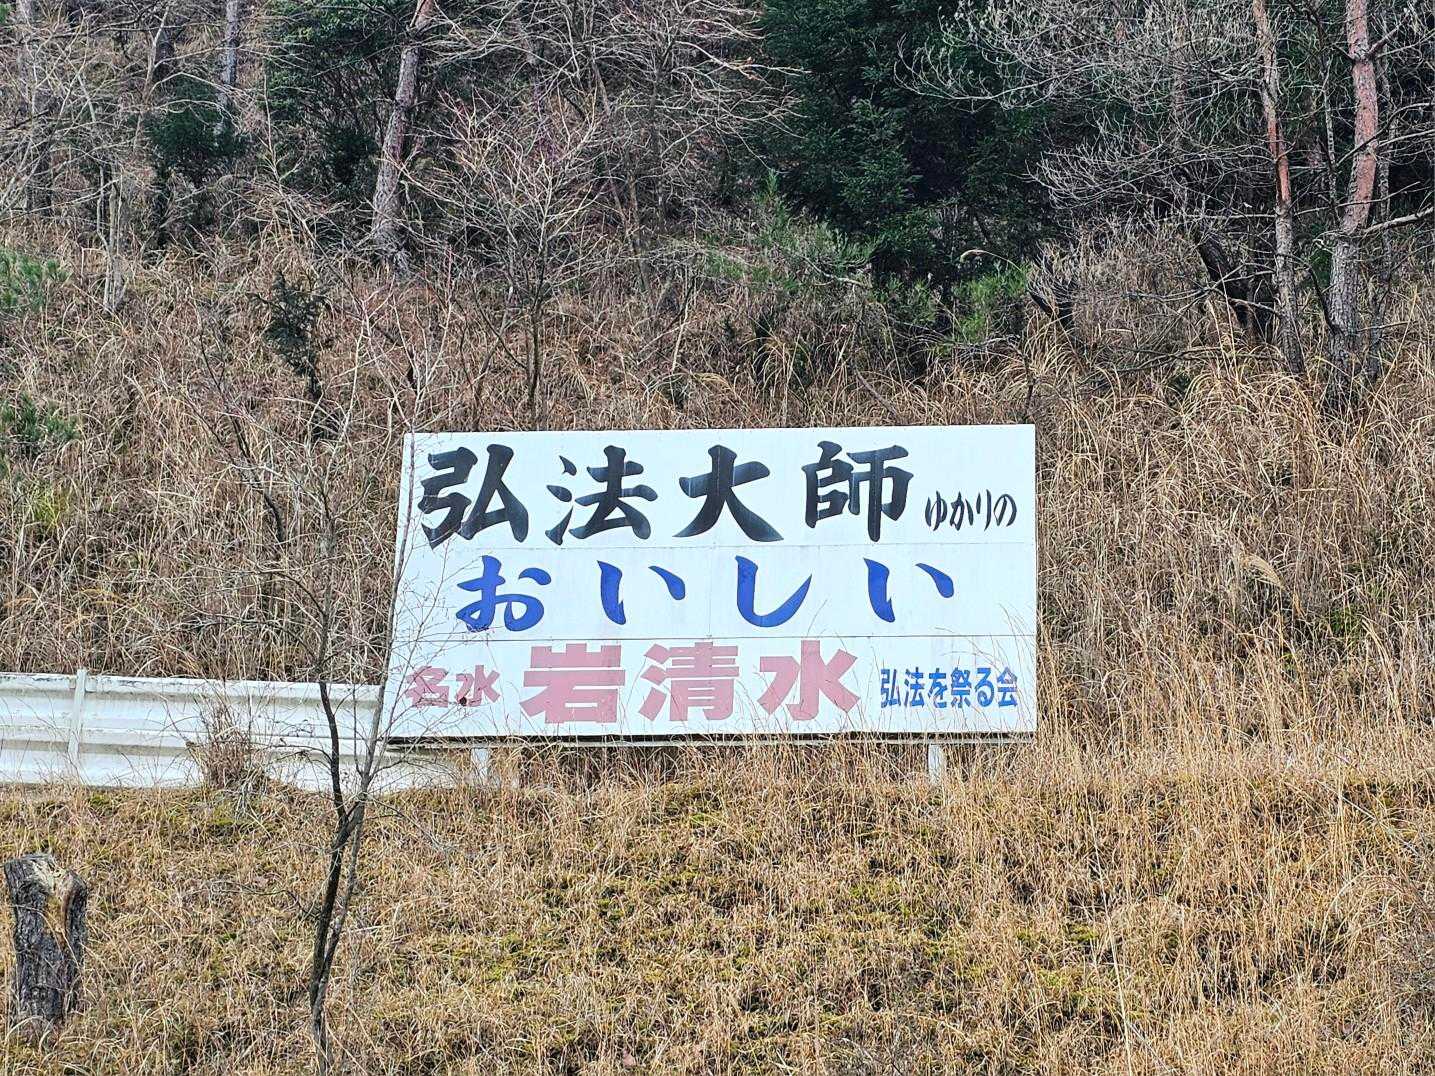 弘法大師ゆかりの
おいしい
名水 岩清水 弘法を祭る会